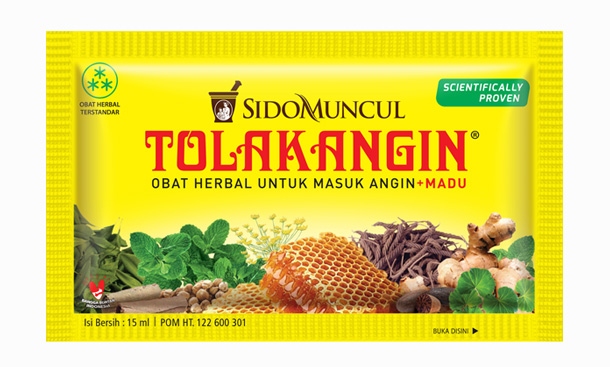 OBAT HERBAL
TERSTANDAR
SIDOMUNCUL
SCIENTIFICALLY
PROVEN
TOLAKANGIN®
OBAT HERBAL UNTUK MASUK ANGIN+MADU
INDONESIA
Isi Bersih : 15 ml | POM HT. 122 600 301
BUKA DISINI ▶